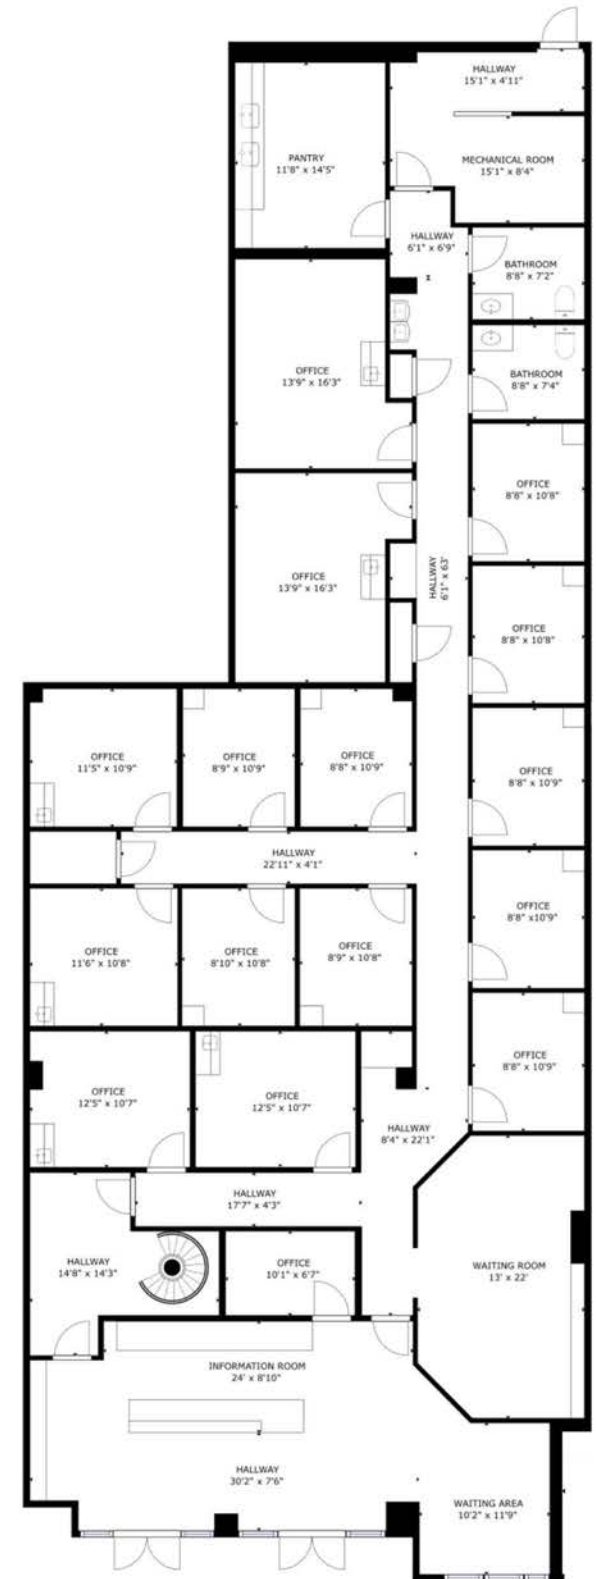 HALLWAY
15'1" x 4'11"
PANTRY
11'8" x 14'5"
MECHANICAL ROOM
15'1" x 8'4"
HALLWAY
6'1" x 6'9"
BATHROOM
8'8" x 7'2"
OFFICE
13'9" x 16'3"
BATHROOM
8'8" x 7'4"
OFFICE
8'8" x 10'8"
HALLWAY
6'1" x 63'
OFFICE
13'9" x 16'3"
OFFICE
8'8" x 10'8"
OFFICE
11'5" x 10'9"
OFFICE
8'9" x 10'9"
OFFICE
8'8" x 10'9"
OFFICE
8'8" x 10'9"
HALLWAY
22'11" x 4'1"
OFFICE
8'8" x10'9"
OFFICE
11'6" x 10'8"
OFFICE
8'10" x 10'8"
OFFICE
8'9" x 10'8"
OFFICE
8'8" x 10'9"
OFFICE
12'5" x 10'7"
OFFICE
12'5" x 10'7"
HALLWAY
8'4" x 22'1"
HALLWAY
17'7" x 4'3"
HALLWAY
14'8" x 14'3"
OFFICE
10'1" x 6'7"
WAITING ROOM
13' x 22'
INFORMATION ROOM
24' x 8'10"
HALLWAY
30'2" x 7'6"
WAITING AREA
10'2" x 11'9"